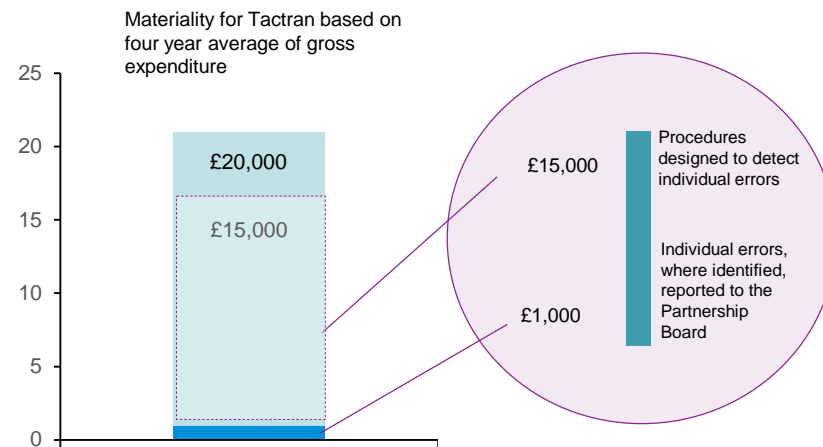 Materiality for Tactran based on
four year average of gross
expenditure
25
20
15
10
5
0
£20,000
£15,000
£15,000
£1,000
Procedures
designed to detect
individual errors
Individual errors,
where identified,
reported to the
Partnership
Board